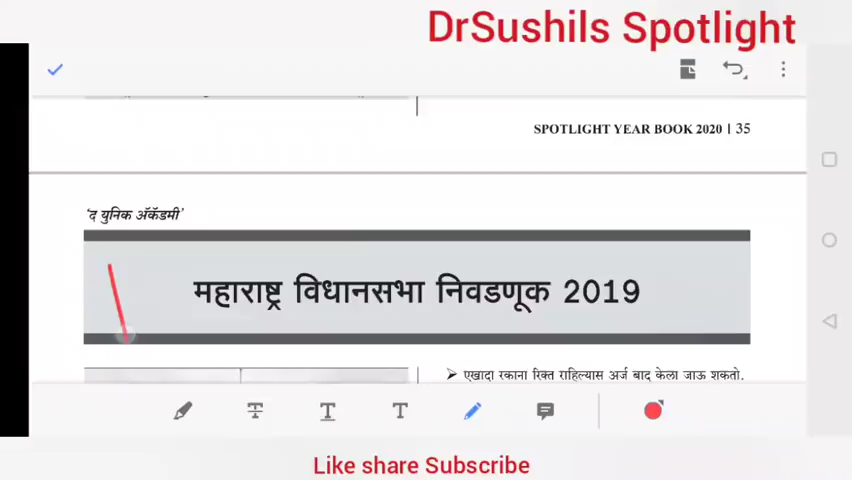 DrSushils Spotlight
SPOTLIGHT YEAR BOOK 2020 | 35
'द युनिक ॲकॅडमी'
महाराष्ट्र विधानसभा निवडणूक 2019
➢ एखादा रकाना रिक्त राहिल्यास अर्ज बाद केला जाऊ शकतो.
Like share Subscribe